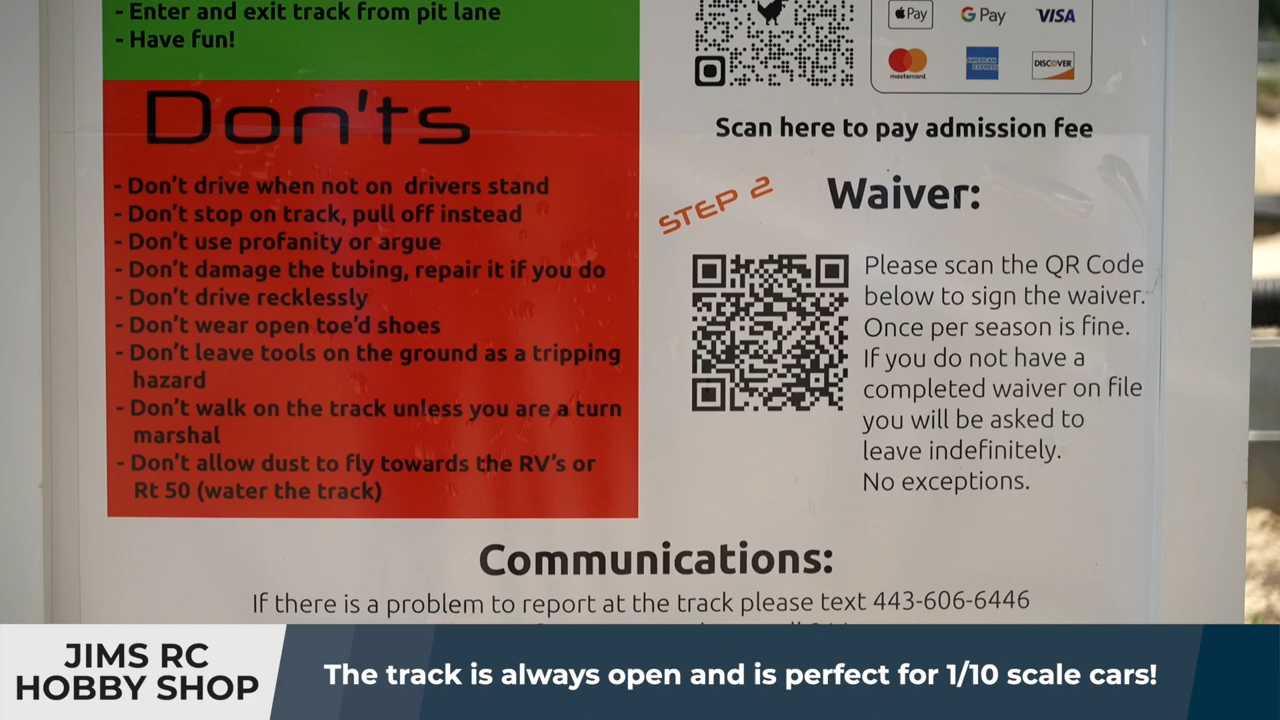 - Enter and exit track from pit lane
- Have fun!
Don'ts
- Don't drive when not on drivers stand
- Don't stop on track, pull off instead
- Don't use profanity or argue
- Don't damage the tubing, repair it if you do
- Don't drive recklessly
- Don't wear open toe'd shoes
- Don't leave tools on the ground as a tripping
hazard
- Don't walk on the track unless you are a turn
marshal
- Don't allow dust to fly towards the RV's or
Rt 50 (water the track)
Pay
G Pay
VISA
mastercard.
AMERICAN EXPRESS
DISCOVER
Scan here to pay admission fee
STEP 2
Waiver:
Please scan the QR Code
below to sign the waiver.
Once per season is fine.
If you do not have a
completed waiver on file
you will be asked to
leave indefinitely.
No exceptions.
Communications:
If there is a problem to report at the track please text 443-606-6446
JIMS RC
HOBBY SHOP
The track is always open and is perfect for 1/10 scale cars!